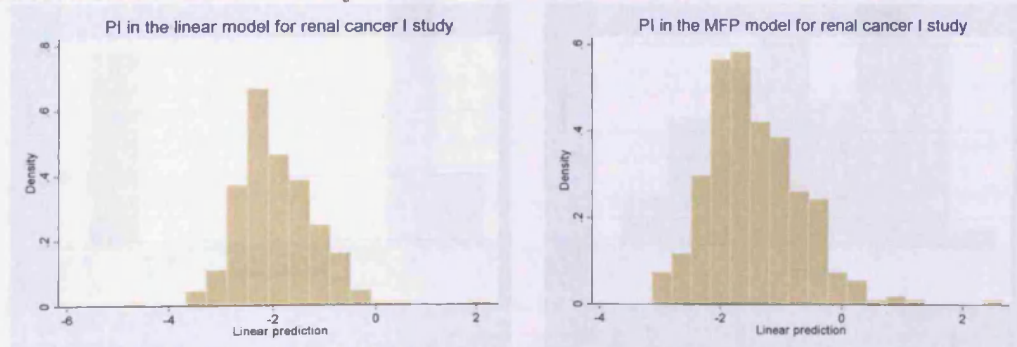 PI in the linear model for renal cancer I study
.8
.6
.4
.2
0
Density
-6 -4 -2 0 2
Linear prediction
PI in the MFP model for renal cancer I study
.6
.4
.2
0
Density
-4 -2 0 2
Linear prediction